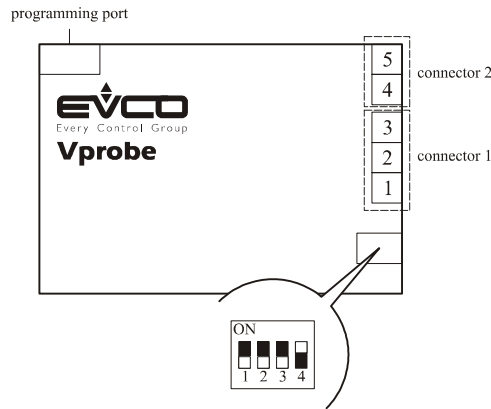 programming port
5
connector 2
4
EVCO
Every Control Group
3
Vprobe
2
connector 1
1
ON
1 2 3 4